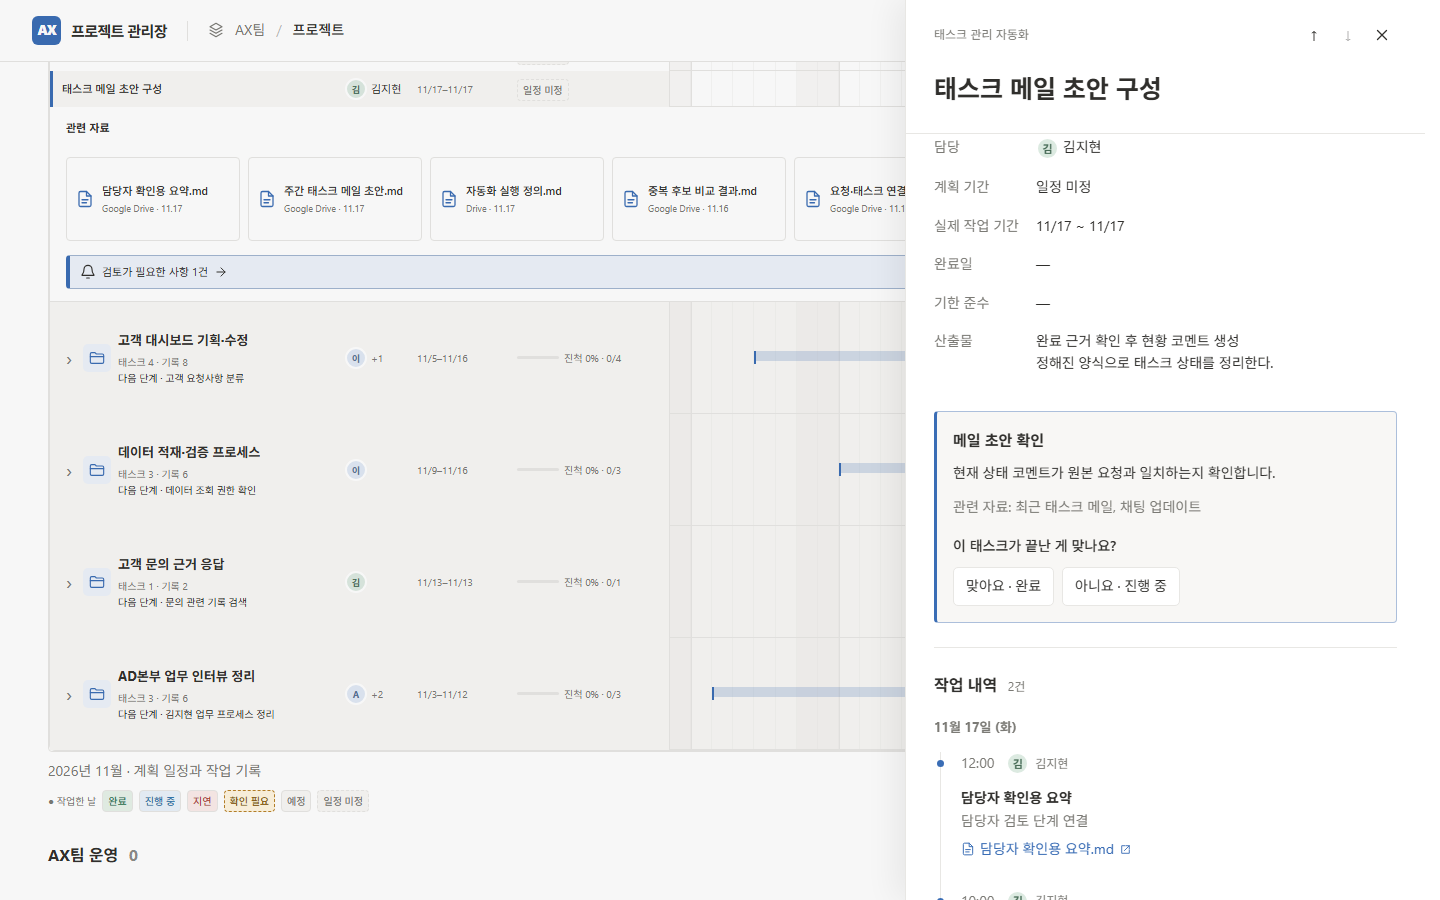 AX 프로젝트 관리장 AX팀 / 프로젝트
태스크 메일 초안 구성 김 김지현 11/17–11/17 일정 미정
관련 자료
담당자 확인용 요약.md
Google Drive · 11.17
주간 태스크 메일 초안.md
Google Drive · 11.17
자동화 실행 정의.md
Drive · 11.17
중복 후보 비교 결과.md
Google Drive · 11.16
요청·태스크 연결
Google Drive · 11.1
검토가 필요한 사항 1건 →
고객 대시보드 기획·수정
태스크 4 · 기록 8
다음 단계 · 고객 요청사항 분류
이 +1 11/5–11/16 진척 0% · 0/4
데이터 적재·검증 프로세스
태스크 3 · 기록 6
다음 단계 · 데이터 조회 권한 확인
이 11/9–11/16 진척 0% · 0/3
고객 문의 근거 응답
태스크 1 · 기록 2
다음 단계 · 문의 관련 기록 검색
김 11/13–11/13 진척 0% · 0/1
AD본부 업무 인터뷰 정리
태스크 3 · 기록 6
다음 단계 · 김지현 업무 프로세스 정리
A +2 11/3–11/12 진척 0% · 0/3
2026년 11월 · 계획 일정과 작업 기록
● 작업한 날 완료 진행 중 지연 확인 필요 예정 일정 미정
AX팀 운영 0
태스크 관리 자동화 ↑ ↓
태스크 메일 초안 구성
담당 김 김지현
계획 기간 일정 미정
실제 작업 기간 11/17 ~ 11/17
완료일 —
기한 준수 —
산출물 완료 근거 확인 후 현황 코멘트 생성
정해진 양식으로 태스크 상태를 정리한다.
메일 초안 확인
현재 상태 코멘트가 원본 요청과 일치하는지 확인합니다.
관련 자료: 최근 태스크 메일, 채팅 업데이트
이 태스크가 끝난 게 맞나요?
맞아요 · 완료 아니요 · 진행 중
작업 내역 2건
11월 17일 (화)
12:00 김 김지현
담당자 확인용 요약
담당자 검토 단계 연결
담당자 확인용 요약.md
10:00 김 김지현